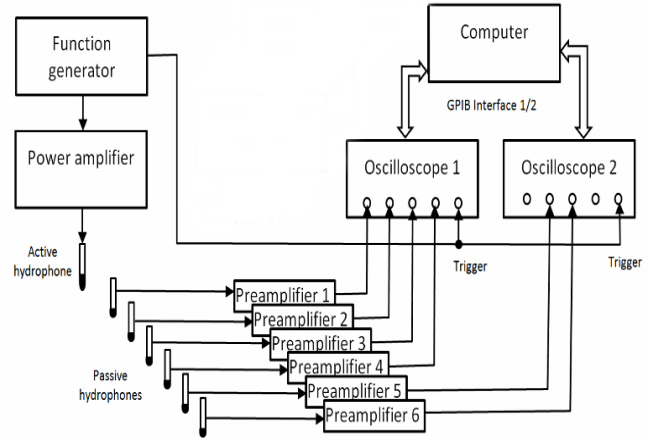 Function
generator
Computer
GPIB Interface 1/2
Power amplifier
Oscilloscope 1
Oscilloscope 2
Active
hydrophone
Trigger
Trigger
Preamplifier 1
Preamplifier 2
Preamplifier 3
Preamplifier 4
Passive
hydrophones
Preamplifier 5
Preamplifier 6